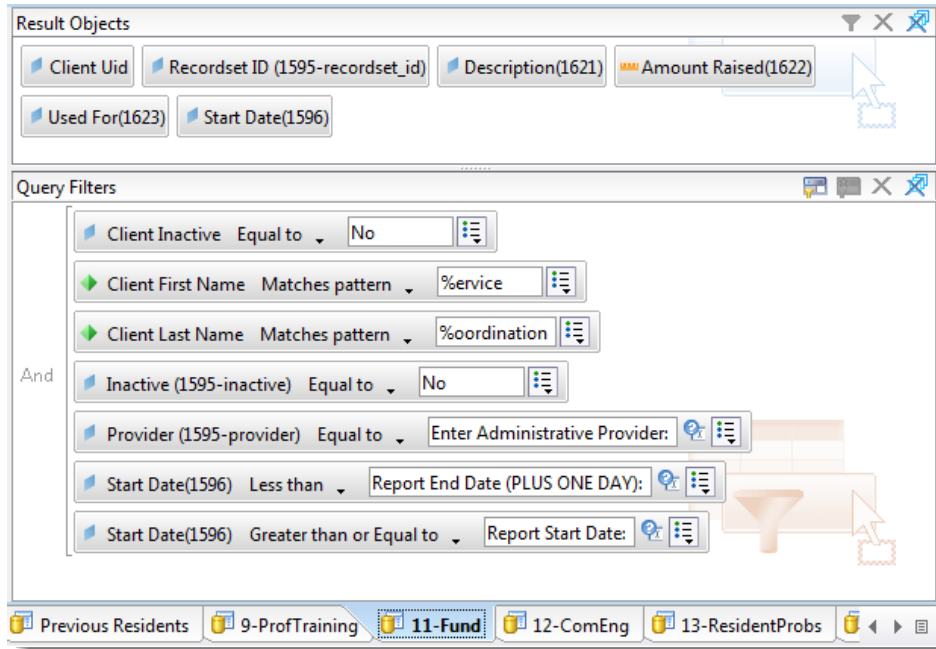 Result Objects
Client Uid Recordset ID (1595-recordset_id) Description(1621) Amount Raised(1622)
Used For(1623) Start Date(1596)
Query Filters
Client Inactive Equal to No
Client First Name Matches pattern %ervice
Client Last Name Matches pattern %oordination
And
Inactive (1595-inactive) Equal to No
Provider (1595-provider) Equal to Enter Administrative Provider:
Start Date(1596) Less than Report End Date (PLUS ONE DAY):
Start Date(1596) Greater than or Equal to Report Start Date:
Previous Residents 9-ProfTraining 11-Fund 12-ComEng 13-ResidentProbs